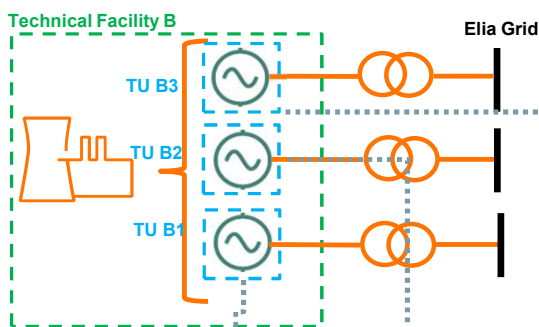 Technical Facility B
Elia Grid
TU B3
TU B2
TU B1